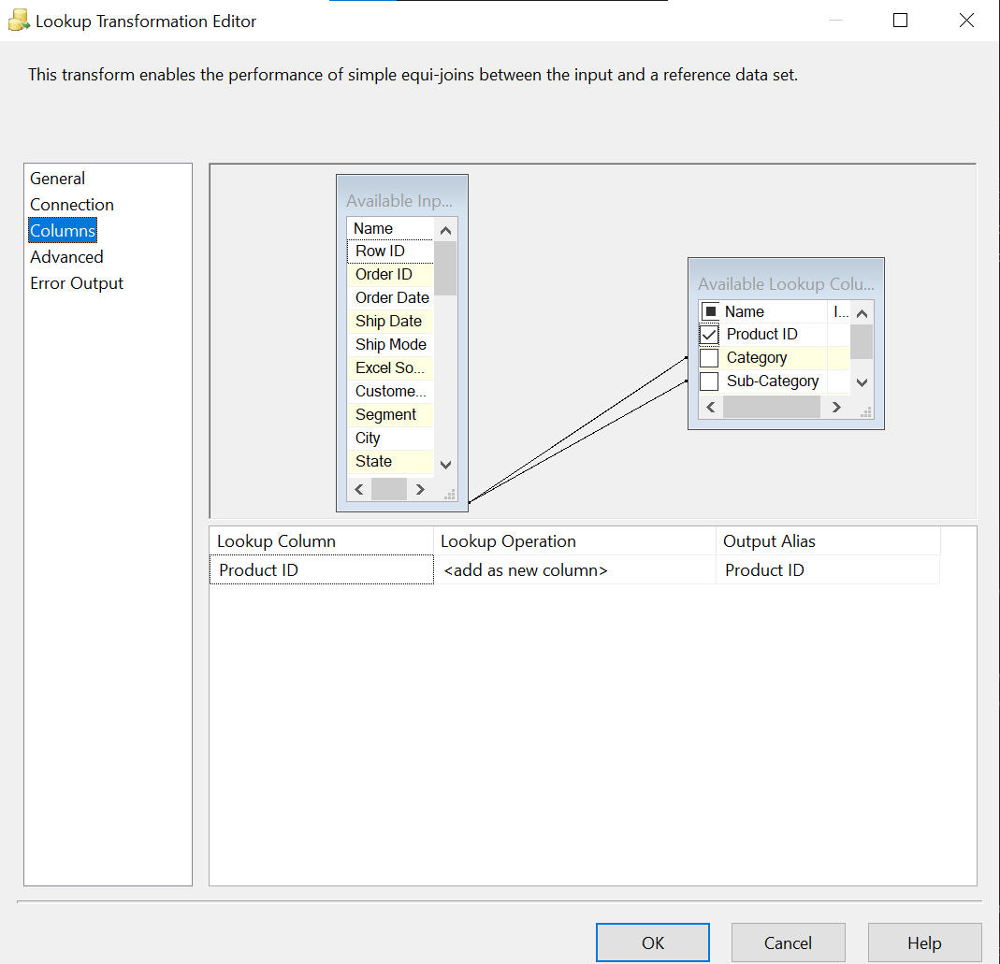 Lookup Transformation Editor
This transform enables the performance of simple equi-joins between the input and a reference data set.
General
Connection
Columns
Advanced
Error Output
Available Inp...
Name
Row ID
Order ID
Order Date
Ship Date
Ship Mode
Excel So...
Custome...
Segment
City
State
Available Lookup Colu...
Name I...
Product ID
Category
Sub-Category
Lookup Column Lookup Operation Output Alias
Product ID <add as new column> Product ID
OK Cancel Help